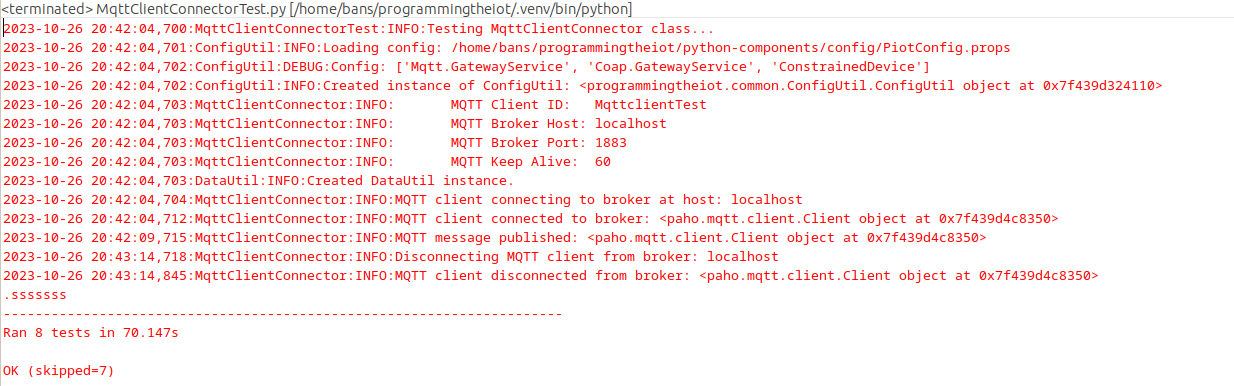 <terminated> MqttClientConnectorTest.py [/home/bans/programmingtheiot/.venv/bin/python]
2023-10-26 20:42:04,700:MqttClientConnectorTest:INFO:Testing MqttClientConnector class...
2023-10-26 20:42:04,701:ConfigUtil:INFO:Loading config: /home/bans/programmingtheiot/python-components/config/PiotConfig.props
2023-10-26 20:42:04,702:ConfigUtil:DEBUG:Config: ['Mqtt.GatewayService', 'Coap.GatewayService', 'ConstrainedDevice']
2023-10-26 20:42:04,702:ConfigUtil:INFO:Created instance of ConfigUtil: <programmingtheiot.common.ConfigUtil.ConfigUtil object at 0x7f439d324110>
2023-10-26 20:42:04,703:MqttClientConnector:INFO:	MQTT Client ID:   MqttclientTest
2023-10-26 20:42:04,703:MqttClientConnector:INFO:	MQTT Broker Host: localhost
2023-10-26 20:42:04,703:MqttClientConnector:INFO:	MQTT Broker Port: 1883
2023-10-26 20:42:04,703:MqttClientConnector:INFO:	MQTT Keep Alive:  60
2023-10-26 20:42:04,703:DataUtil:INFO:Created DataUtil instance.
2023-10-26 20:42:04,704:MqttClientConnector:INFO:MQTT client connecting to broker at host: localhost
2023-10-26 20:42:04,712:MqttClientConnector:INFO:MQTT client connected to broker: <paho.mqtt.client.Client object at 0x7f439d4c8350>
2023-10-26 20:42:09,715:MqttClientConnector:INFO:MQTT message published: <paho.mqtt.client.Client object at 0x7f439d4c8350>
2023-10-26 20:43:14,718:MqttClientConnector:INFO:Disconnecting MQTT client from broker: localhost
2023-10-26 20:43:14,845:MqttClientConnector:INFO:MQTT client disconnected from broker: <paho.mqtt.client.Client object at 0x7f439d4c8350>
.sssssss
----------------------------------------------------------------------
Ran 8 tests in 70.147s
OK (skipped=7)